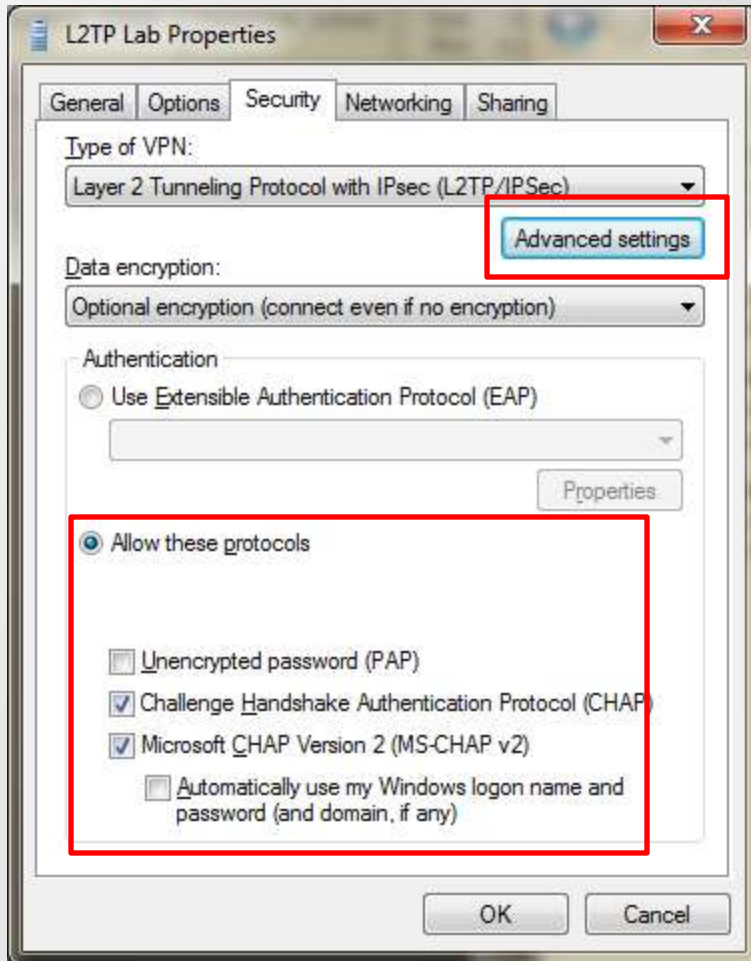 L2TP Lab Properties
General Options Security Networking Sharing
Type of VPN:
Layer 2 Tunneling Protocol with IPsec (L2TP/IPSec)
Advanced settings
Data encryption:
Optional encryption (connect even if no encryption)
Authentication
Use Extensible Authentication Protocol (EAP)
Properties
Allow these protocols
Unencrypted password (PAP)
Challenge Handshake Authentication Protocol (CHAP)
Microsoft CHAP Version 2 (MS-CHAP v2)
Automatically use my Windows logon name and
password (and domain, if any)
OK Cancel